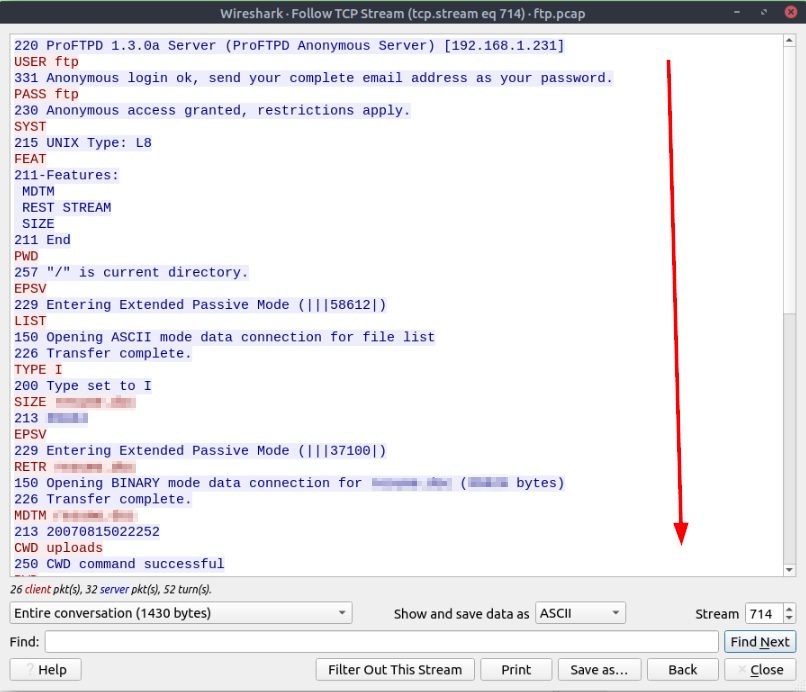 Wireshark · Follow TCP Stream (tcp.stream eq 714) · ftp.pcap
220 ProFTPD 1.3.0a Server (ProFTPD Anonymous Server) [192.168.1.231]
USER ftp
331 Anonymous login ok, send your complete email address as your password.
PASS ftp
230 Anonymous access granted, restrictions apply.
SYST
215 UNIX Type: L8
FEAT
211-Features:
MDTM
REST STREAM
SIZE
211 End
PWD
257 "/" is current directory.
EPSV
229 Entering Extended Passive Mode (|||58612|)
LIST
150 Opening ASCII mode data connection for file list
226 Transfer complete.
TYPE I
200 Type set to I
SIZE
213
EPSV
229 Entering Extended Passive Mode (|||37100|)
RETR
150 Opening BINARY mode data connection for ( bytes)
226 Transfer complete.
MDTM
213 20070815022252
CWD uploads
250 CWD command successful
26 client pkt(s), 32 server pkt(s), 52 turn(s).
Entire conversation (1430 bytes) Show and save data as ASCII Stream 714
Find: Find Next
? Help Filter Out This Stream Print Save as… Back × Close